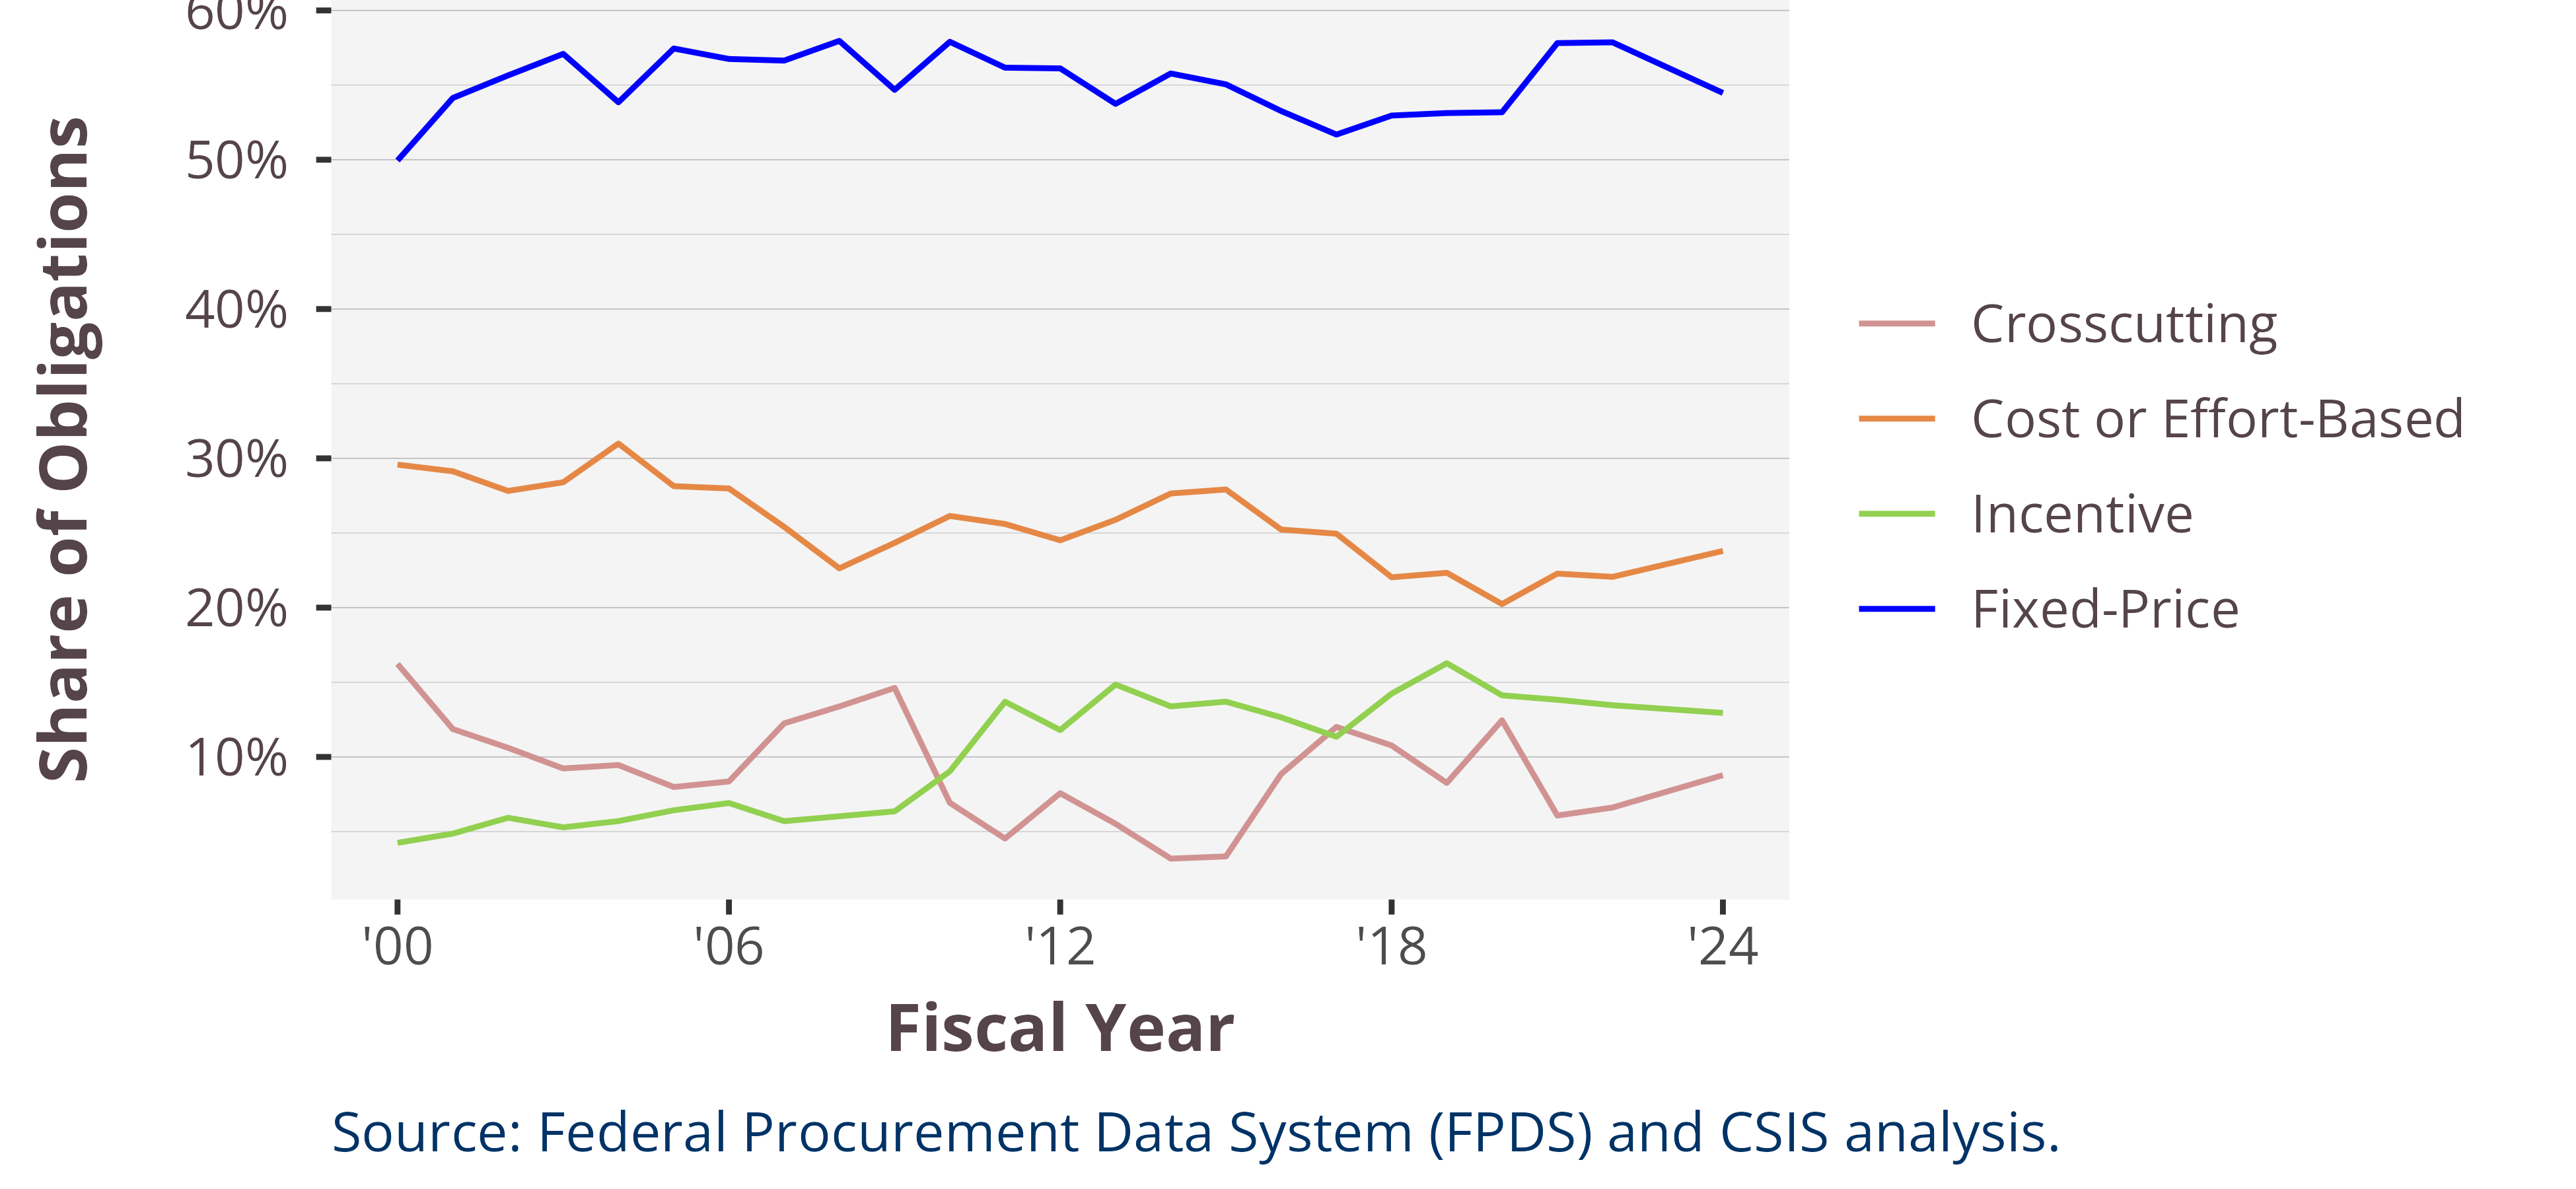 60%
50%
40%
30%
20%
10%
Share of Obligations
'00 '06 '12 '18 '24
Fiscal Year
Crosscutting
Cost or Effort-Based
Incentive
Fixed-Price
Source: Federal Procurement Data System (FPDS) and CSIS analysis.